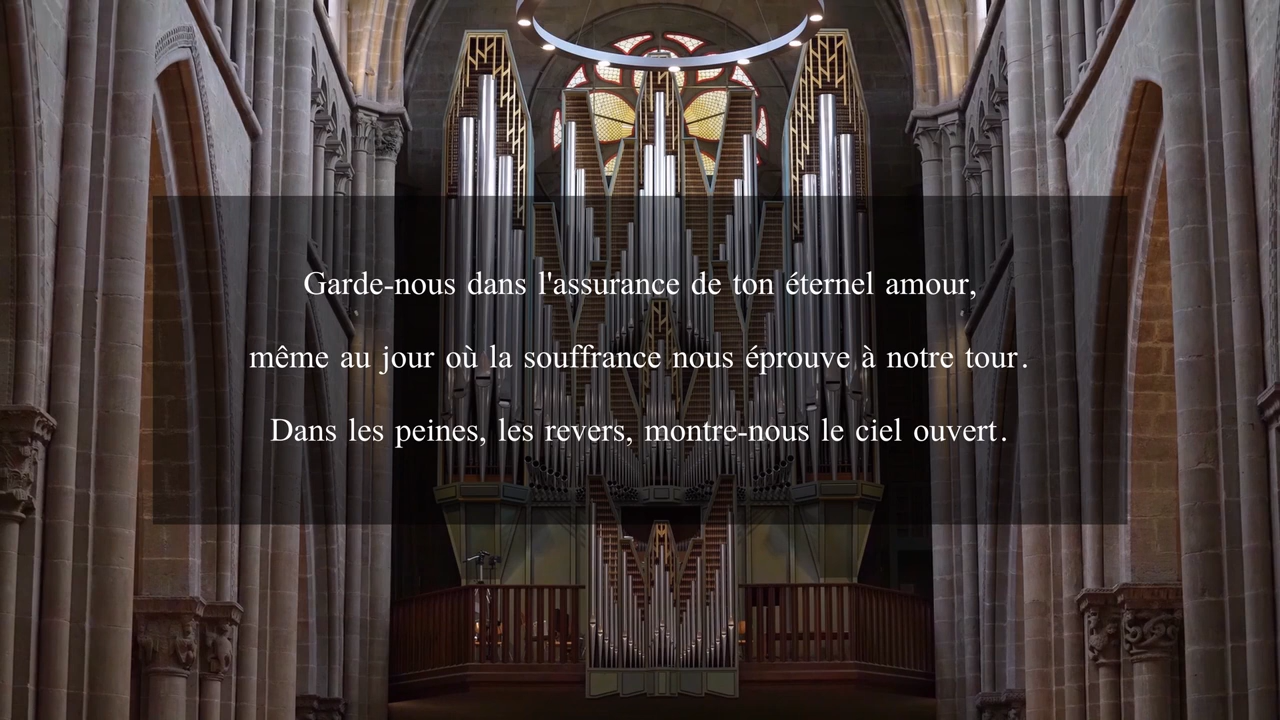 Garde-nous dans l'assurance de ton éternel amour,
même au jour où la souffrance nous éprouve à notre tour.
Dans les peines, les revers, montre-nous le ciel ouvert.